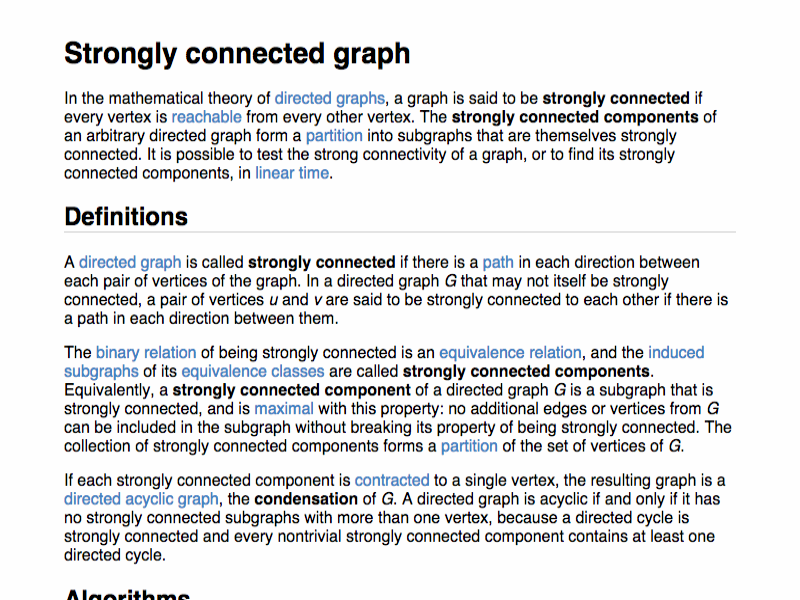 Strongly connected graph
In the mathematical theory of directed graphs, a graph is said to be strongly connected if
every vertex is reachable from every other vertex. The strongly connected components of
an arbitrary directed graph form a partition into subgraphs that are themselves strongly
connected. It is possible to test the strong connectivity of a graph, or to find its strongly
connected components, in linear time.
Definitions
A directed graph is called strongly connected if there is a path in each direction between
each pair of vertices of the graph. In a directed graph G that may not itself be strongly
connected, a pair of vertices u and v are said to be strongly connected to each other if there is
a path in each direction between them.
The binary relation of being strongly connected is an equivalence relation, and the induced
subgraphs of its equivalence classes are called strongly connected components.
Equivalently, a strongly connected component of a directed graph G is a subgraph that is
strongly connected, and is maximal with this property: no additional edges or vertices from G
can be included in the subgraph without breaking its property of being strongly connected. The
collection of strongly connected components forms a partition of the set of vertices of G.
If each strongly connected component is contracted to a single vertex, the resulting graph is a
directed acyclic graph, the condensation of G. A directed graph is acyclic if and only if it has
no strongly connected subgraphs with more than one vertex, because a directed cycle is
strongly connected and every nontrivial strongly connected component contains at least one
directed cycle.
Algorithms